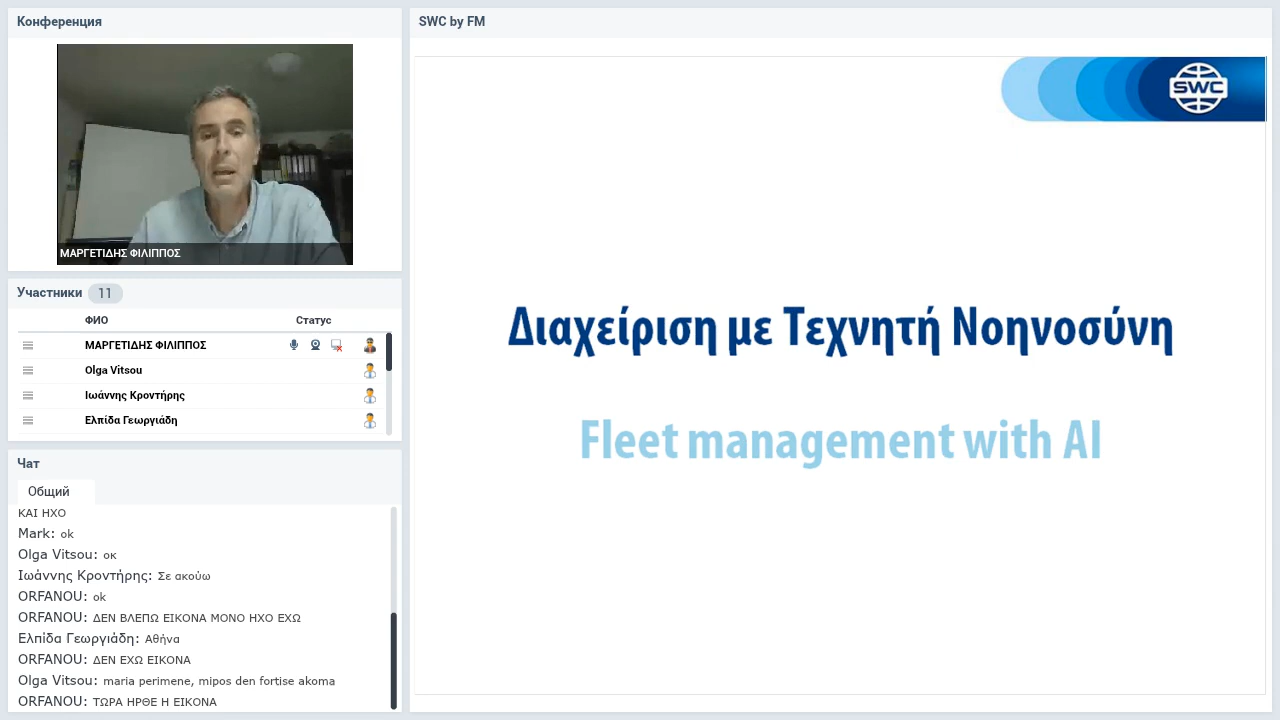 Конференция
ΜΑΡΓΕΤΙΔΗΣ ΦΙΛΙΠΠΟΣ
Участники 11
ФИО Статус
ΜΑΡΓΕΤΙΔΗΣ ΦΙΛΙΠΠΟΣ
Olga Vitsou
Ιωάννης Κροντήρης
Ελπίδα Γεωργιάδη
Чат
Общий
ΚΑΙ ΗΧΟ
Mark: ok
Olga Vitsou: οκ
Ιωάννης Κροντήρης: Σε ακούω
ORFANOU: ok
ORFANOU: ΔΕΝ ΒΛΕΠΩ ΕΙΚΟΝΑ ΜΟΝΟ ΗΧΟ ΕΧΩ
Ελπίδα Γεωργιάδη: Αθήνα
ORFANOU: ΔΕΝ ΕΧΩ ΕΙΚΟΝΑ
Olga Vitsou: maria perimene, mipos den fortise akoma
ORFANOU: ΤΩΡΑ ΗΡΘΕ Η ΕΙΚΟΝΑ
SWC by FM
SWC
Διαχείριση με Τεχνητή Νοηνοσύνη
Fleet management with AI